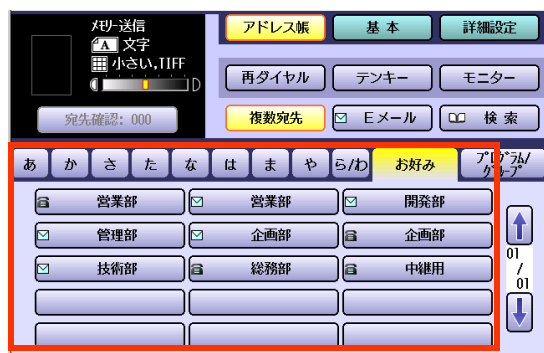 ﾒﾓﾘｰ送信
A 文字
小さい,TIFF
D
宛先確認: 000
アドレス帳
基本
詳細設定
再ダイヤル
テンキー
モニター
複数宛先
Eメール
検索
あ か さ た な は ま や ら/わ お好み ﾌﾟﾛｸﾞﾗﾑ/
ｸﾞﾙｰﾌﾟ
営業部 営業部 開発部
管理部 企画部 企画部
技術部 総務部 中継用
01
/
01